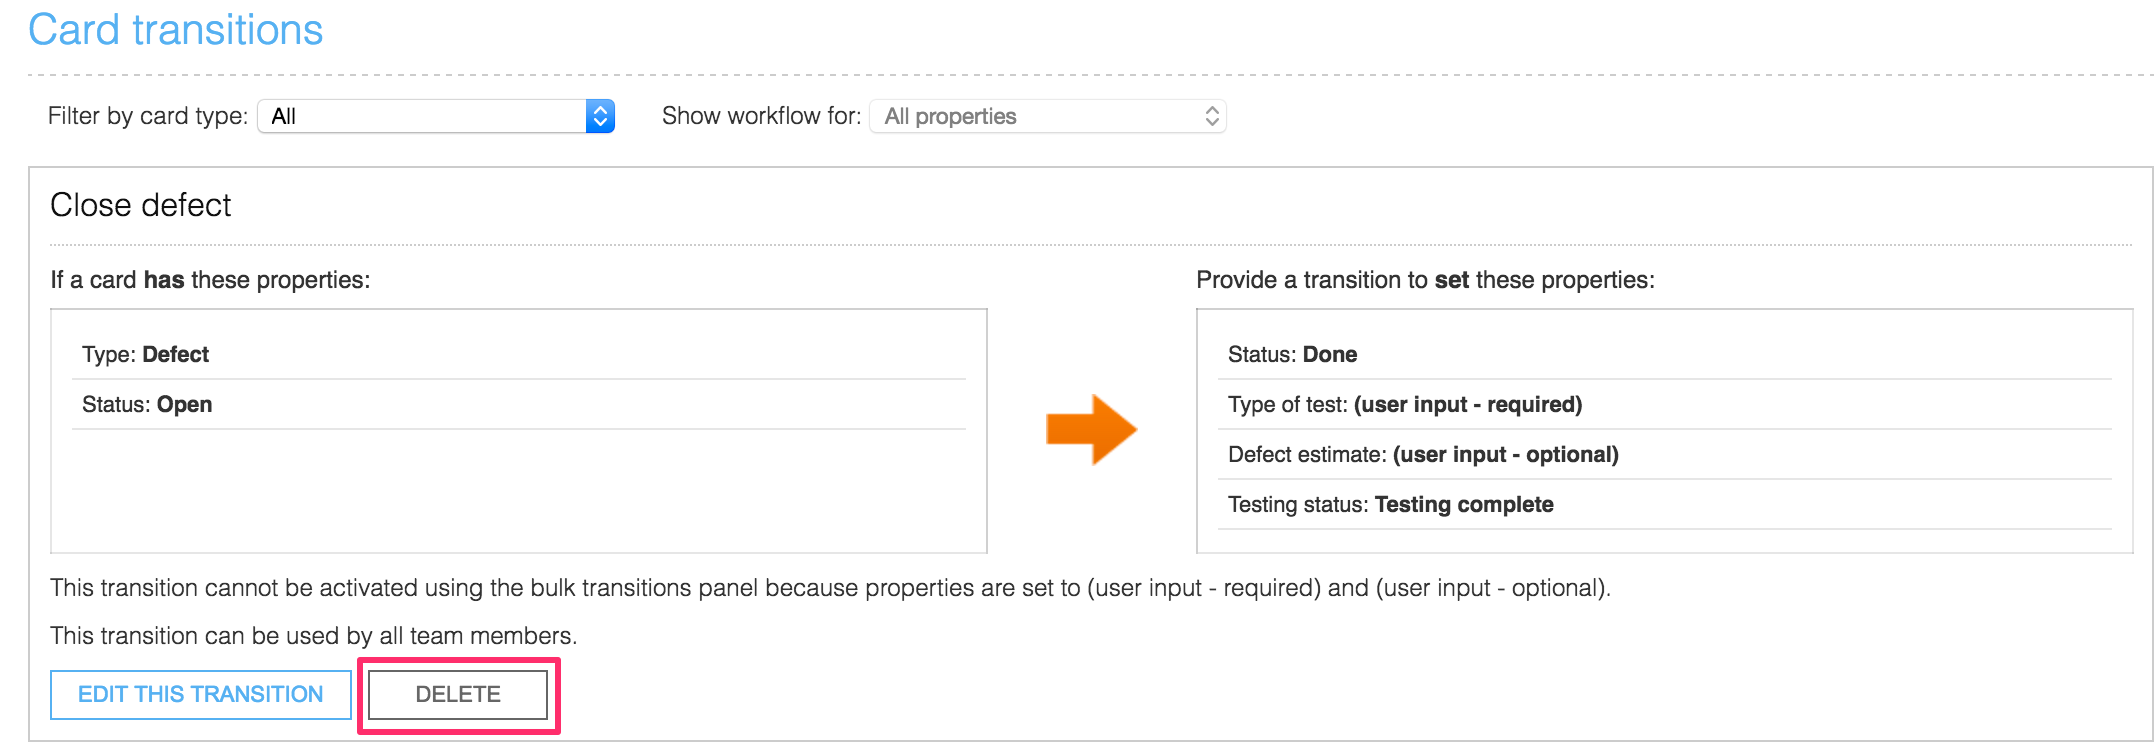 Card transitions
Filter by card type: All Show workflow for: All properties
Close defect
If a card has these properties:
Type: Defect
Status: Open
Provide a transition to set these properties:
Status: Done
Type of test: (user input - required)
Defect estimate: (user input - optional)
Testing status: Testing complete
This transition cannot be activated using the bulk transitions panel because properties are set to (user input - required) and (user input - optional).
This transition can be used by all team members.
EDIT THIS TRANSITION DELETE